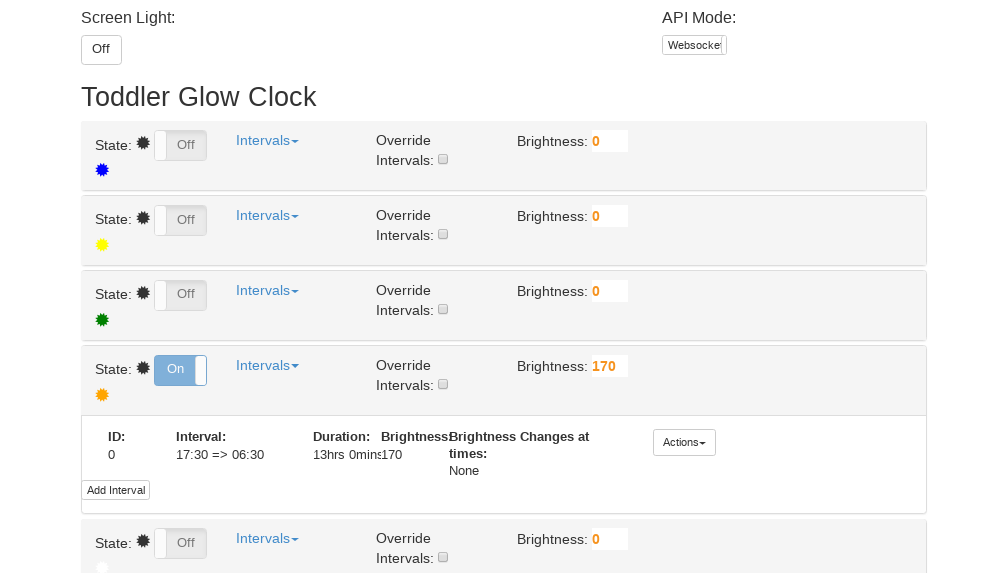 Screen Light:
API Mode:
Off
Websocket
Toddler Glow Clock
State: Off Intervals Override Intervals: Brightness: 0
State: Off Intervals Override Intervals: Brightness: 0
State: Off Intervals Override Intervals: Brightness: 0
State: On Intervals Override Intervals: Brightness: 170
ID: Interval: Duration: Brightness: Brightness Changes at times: Actions
0 17:30 => 06:30 13hrs 0mins 170 None
Add Interval
State: Off Intervals Override Intervals: Brightness: 0